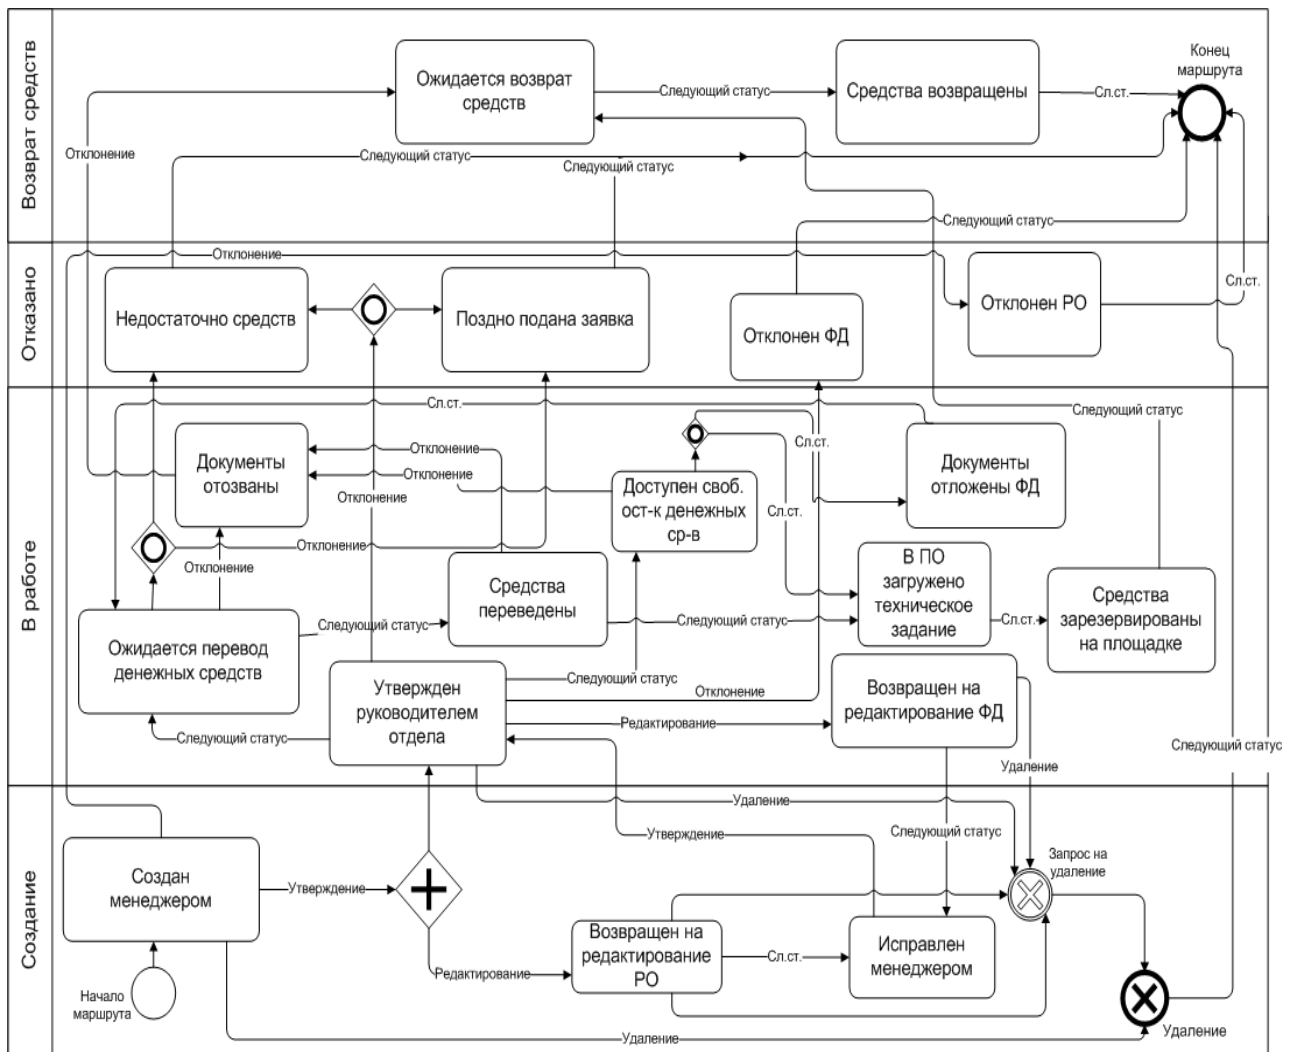 Возврат средств
Ожидается возврат
средств
Следующий статус
Средства возвращены
Сл.ст.
Конец
маршрута
Отклонение
Следующий статус
Следующий статус
Следующий статус
Отказано
Отклонение
Недостаточно средств
Поздно подана заявка
Отклонен ФД
Отклонен РО
Сл.ст.
В работе
Сл.ст.
Следующий статус
Документы
отозваны
Отклонение
Отклонение
Отклонение
Доступен своб.
ост-к денежных
ср-в
Сл.ст.
Сл.ст.
Документы
отложены ФД
Отклонение
Отклонение
Средства
переведены
В ПО
загружено
техническое
задание
Сл.ст.
Средства
зарезервированы
на площадке
Ожидается перевод
денежных средств
Следующий статус
Следующий статус
Утвержден
руководителем
отдела
Следующий статус
Отклонение
Редактирование
Возвращен на
редактирование ФД
Следующий статус
Следующий статус
Удаление
Создание
Удаление
Утверждение
Следующий статус
Запрос на
удаление
Создан
менеджером
Утверждение
Редактирование
Возвращен на
редактирование
РО
Сл.ст.
Исправлен
менеджером
Начало
маршрута
Удаление
Удаление